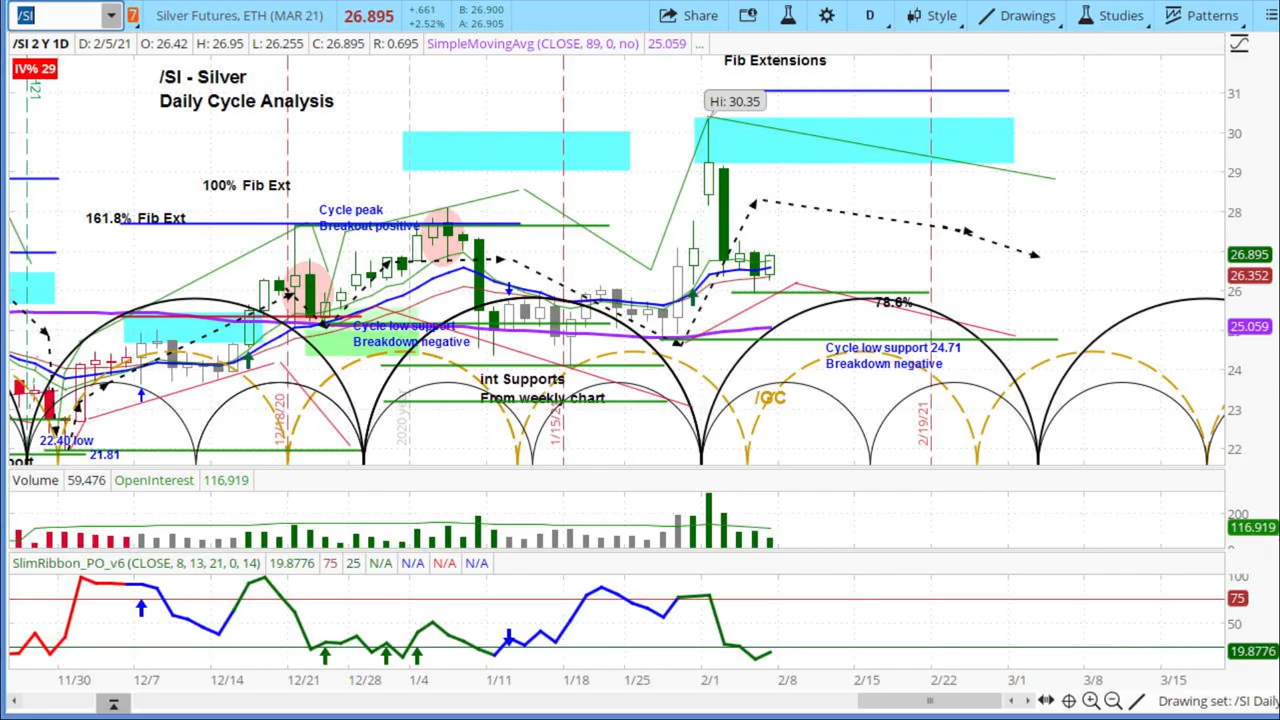 /SI
7
Silver Futures, ETH (MAR 21)
26.895
+.661
+2.52%
B: 26.900
A: 26.905
Share
D
Style
Drawings
Studies
Patterns
/SI 2 Y 1D
D: 2/5/21
O: 26.42
H: 26.95
L: 26.255
C: 26.895
R: 0.695
SimpleMovingAvg (CLOSE, 89, 0, no)
25.059
...
IV% 29
/SI - Silver
Daily Cycle Analysis
Fib Extensions
Hi: 30.35
100% Fib Ext
161.8% Fib Ext
Cycle peak
Breakout positive
Cycle low support
Breakdown negative
int Supports
From weekly chart
78.6%
Cycle low support 24.71
Breakdown negative
/GC
22.40 low
21.81
12/18/20
2/19/21
31
30
29
28
26.895
26.352
26
25.059
24
23
22
Volume
59,476
OpenInterest
116,919
200
116,919
SlimRibbon_PO_v6 (CLOSE, 8, 13, 21, 0, 14)
19.8776
75
25
N/A
N/A
N/A
N/A
100
75
50
19.8776
11/30
12/7
12/14
12/21
12/28
1/4
1/11
1/18
1/25
2/1
2/8
2/15
2/22
3/1
3/8
3/15
Drawing set: /SI Daily